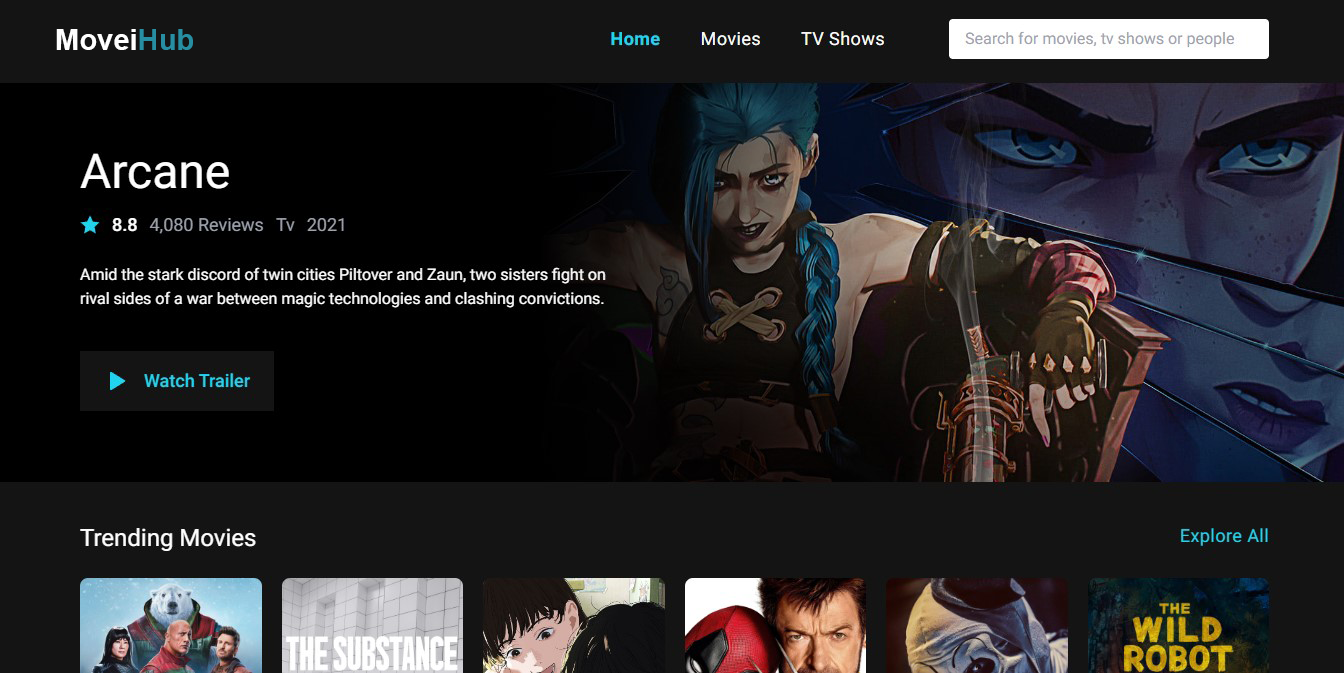 MoveiHub
Home Movies TV Shows
Search for movies, tv shows or people
Arcane
8.8 4,080 Reviews Tv 2021
Amid the stark discord of twin cities Piltover and Zaun, two sisters fight on
rival sides of a war between magic technologies and clashing convictions.
Watch Trailer
Trending Movies
Explore All
THE SUBSTANCE
THE
WILD
ROBOT